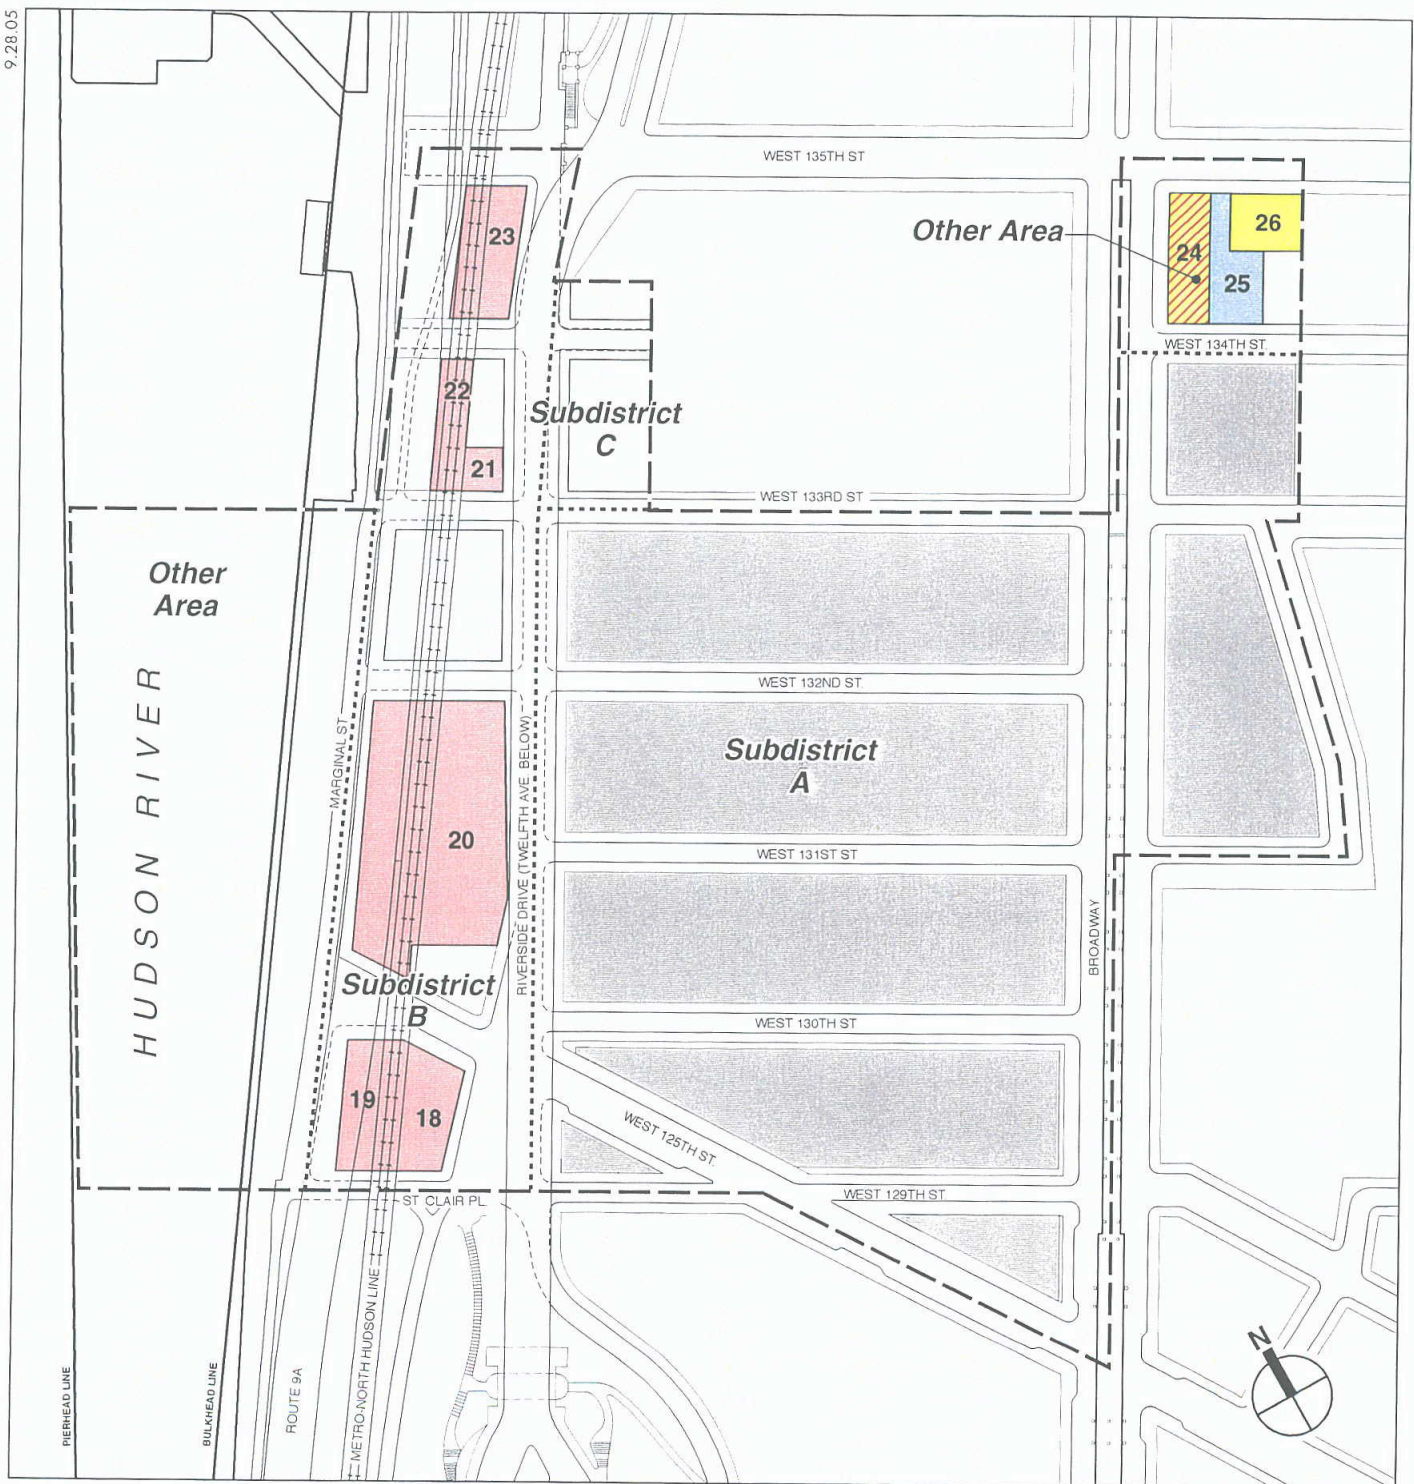 9.28.05
WEST 135TH ST
23
Other Area
24
26
25
WEST 134TH ST.
22
Subdistrict
C
21
WEST 133RD ST
Other
Area
HUDSON RIVER
WEST 132ND ST.
MARGINAL ST
RIVERSIDE DRIVE (TWELFTH AVE. BELOW)
Subdistrict
A
20
WEST 131ST ST
BROADWAY
Subdistrict
B
WEST 130TH ST
19
18
WEST 125TH ST.
ST. CLAIR PL.
WEST 129TH ST.
PIERHEAD LINE
BULKHEAD LINE
ROUTE 9A
METRO-NORTH HUDSON LINE
N